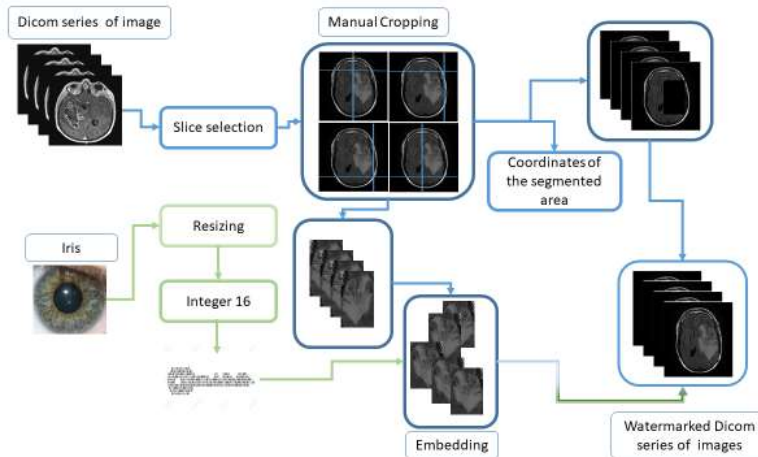 Dicom series of image
Manual Cropping
Slice selection
Coordinates of
the segmented
area
Iris
Resizing
Integer 16
Embedding
Watermarked Dicom
series of images